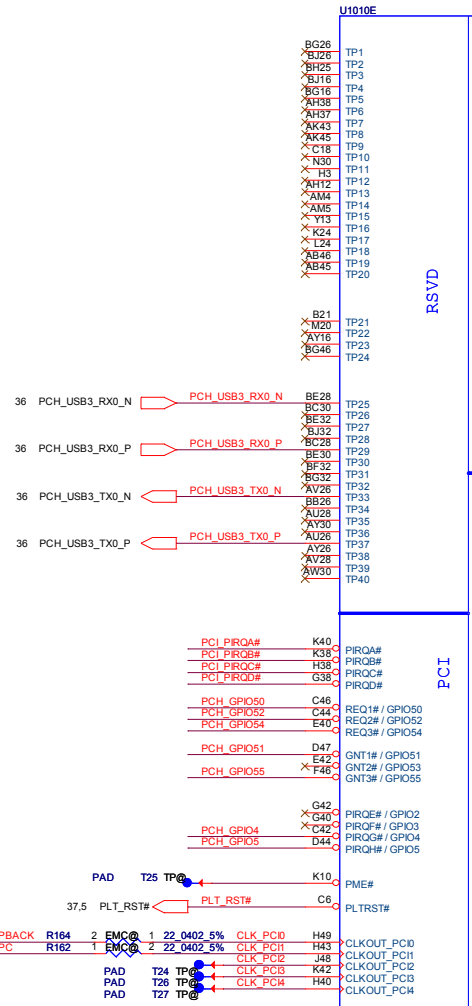 U1010E
BG26 TP1
BJ26 TP2
BH25 TP3
BJ16 TP4
BG16 TP5
AH38 TP6
AH37 TP7
AK43 TP8
AK45 TP9
C18 TP10
N30 TP11
H3 TP12
AH12 TP13
AM4 TP14
AM5 TP15
Y13 TP16
K24 TP17
L24 TP18
AB46 TP19
AB45 TP20
RSVD
B21 TP21
M20 TP22
AY16 TP23
BG46 TP24
36 PCH_USB3_RX0_N PCH_USB3_RX0_N BE28 TP25
BC30 TP26
BE32 TP27
BJ32 TP28
36 PCH_USB3_RX0_P PCH_USB3_RX0_P BC28 TP29
BE30 TP30
BF32 TP31
BG32 TP32
36 PCH_USB3_TX0_N PCH_USB3_TX0_N AV26 TP33
BB26 TP34
AU28 TP35
AY30 TP36
36 PCH_USB3_TX0_P PCH_USB3_TX0_P AU26 TP37
AY26 TP38
AV28 TP39
AW30 TP40
PCI
PCI_PIRQA# K40 PIRQA#
PCI_PIRQB# K38 PIRQB#
PCI_PIRQC# H38 PIRQC#
PCI_PIRQD# G38 PIRQD#
PCH_GPIO50 C46 REQ1# / GPIO50
PCH_GPIO52 C44 REQ2# / GPIO52
PCH_GPIO54 E40 REQ3# / GPIO54
PCH_GPIO51 D47 GNT1# / GPIO51
E42 GNT2# / GPIO53
PCH_GPIO55 F46 GNT3# / GPIO55
G42 PIRQE# / GPIO2
G40 PIRQF# / GPIO3
PCH_GPIO4 C42 PIRQG# / GPIO4
PCH_GPIO5 D44 PIRQH# / GPIO5
PAD T25 TP@ K10 PME#
37,5 PLT_RST# PLT_RST# C6 PLTRST#
PBACK R164 2 EMC@ 1 22_0402_5% CLK_PCI0 H49 CLKOUT_PCI0
PC R162 1 EMC@ 2 22_0402_5% CLK_PCI1 H43 CLKOUT_PCI1
PAD T24 TP@ CLK_PCI2 J48 CLKOUT_PCI2
PAD T26 TP@ CLK_PCI3 K42 CLKOUT_PCI3
PAD T27 TP@ CLK_PCI4 H40 CLKOUT_PCI4